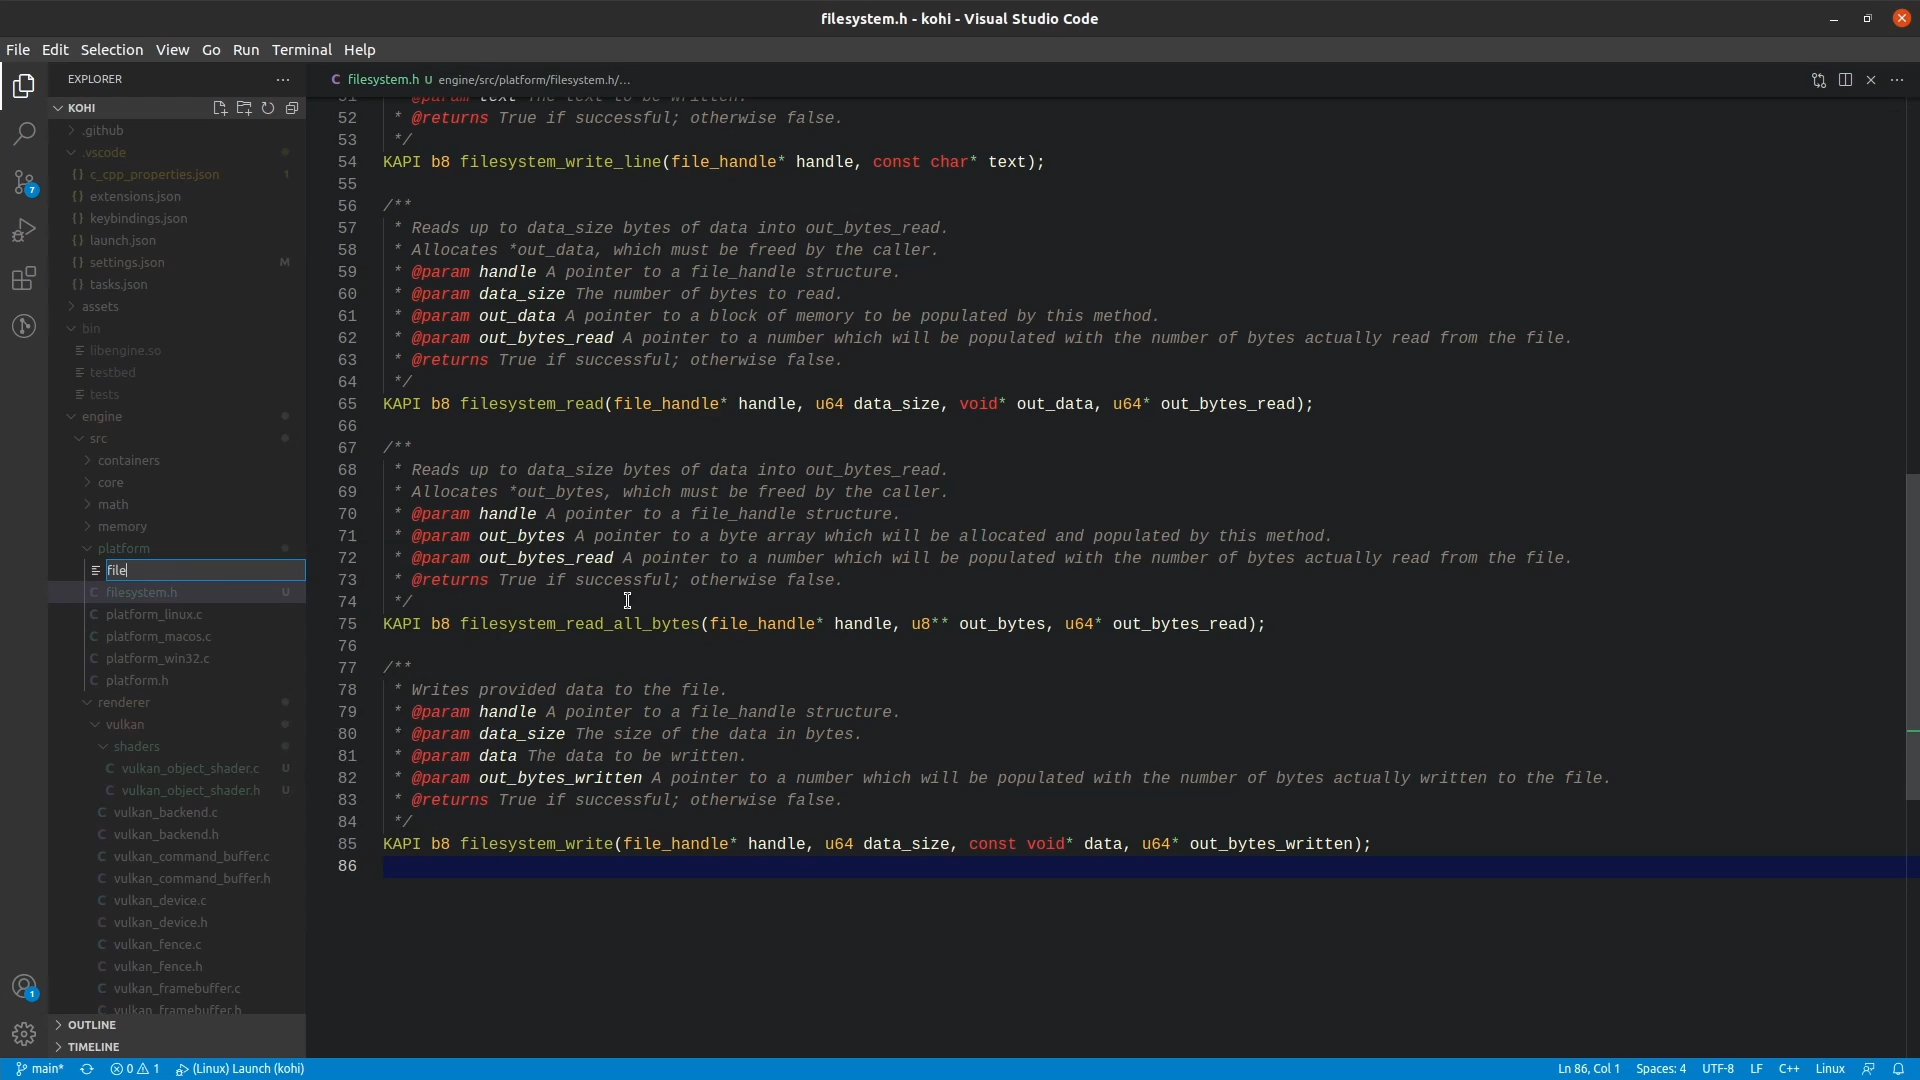 filesystem.h - kohi - Visual Studio Code
File Edit Selection View Go Run Terminal Help
EXPLORER
KOHI
.github
.vscode
c_cpp_properties.json 1
extensions.json
keybindings.json
launch.json
settings.json M
tasks.json
assets
bin
libengine.so
testbed
tests
engine
src
containers
core
math
memory
platform
file
filesystem.h U
platform_linux.c
platform_macos.c
platform_win32.c
platform.h
renderer
vulkan
shaders
vulkan_object_shader.c U
vulkan_object_shader.h U
vulkan_backend.c
vulkan_backend.h
vulkan_command_buffer.c
vulkan_command_buffer.h
vulkan_device.c
vulkan_device.h
vulkan_fence.c
vulkan_fence.h
vulkan_framebuffer.c
vulkan_framebuffer.h
OUTLINE
TIMELINE
7
1
C filesystem.h U engine/src/platform/filesystem.h/...
51 * @param text The text to be written.
52 * @returns True if successful; otherwise false.
53 */
54 KAPI b8 filesystem_write_line(file_handle* handle, const char* text);
55
56 /**
57 * Reads up to data_size bytes of data into out_bytes_read.
58 * Allocates *out_data, which must be freed by the caller.
59 * @param handle A pointer to a file_handle structure.
60 * @param data_size The number of bytes to read.
61 * @param out_data A pointer to a block of memory to be populated by this method.
62 * @param out_bytes_read A pointer to a number which will be populated with the number of bytes actually read from the file.
63 * @returns True if successful; otherwise false.
64 */
65 KAPI b8 filesystem_read(file_handle* handle, u64 data_size, void* out_data, u64* out_bytes_read);
66
67 /**
68 * Reads up to data_size bytes of data into out_bytes_read.
69 * Allocates *out_bytes, which must be freed by the caller.
70 * @param handle A pointer to a file_handle structure.
71 * @param out_bytes A pointer to a byte array which will be allocated and populated by this method.
72 * @param out_bytes_read A pointer to a number which will be populated with the number of bytes actually read from the file.
73 * @returns True if successful; otherwise false.
74 */
75 KAPI b8 filesystem_read_all_bytes(file_handle* handle, u8** out_bytes, u64* out_bytes_read);
76
77 /**
78 * Writes provided data to the file.
79 * @param handle A pointer to a file_handle structure.
80 * @param data_size The size of the data in bytes.
81 * @param data The data to be written.
82 * @param out_bytes_written A pointer to a number which will be populated with the number of bytes actually written to the file.
83 * @returns True if successful; otherwise false.
84 */
85 KAPI b8 filesystem_write(file_handle* handle, u64 data_size, const void* data, u64* out_bytes_written);
86
main* 0 1 (Linux) Launch (kohi) Ln 86, Col 1 Spaces: 4 UTF-8 LF C++ Linux